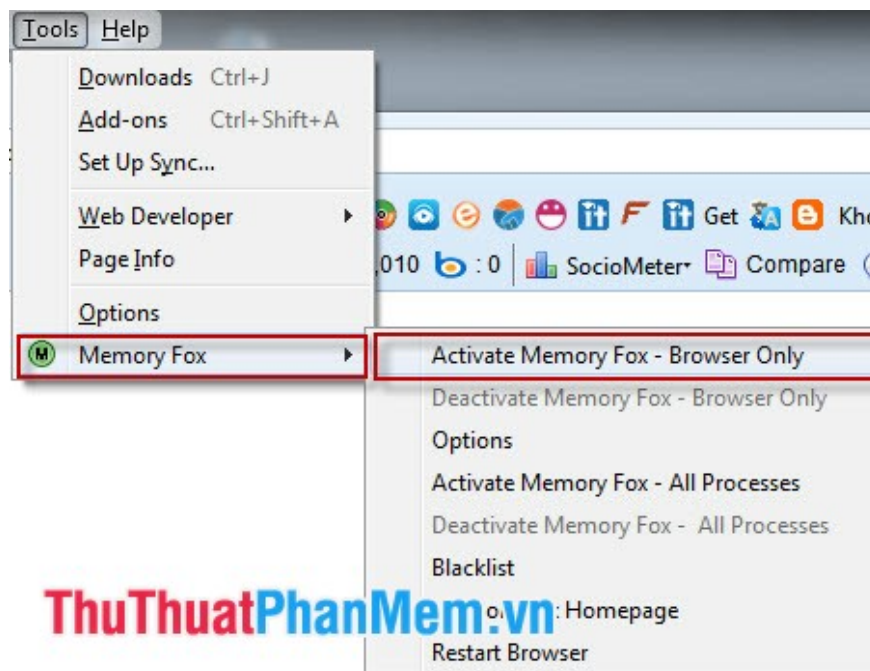 Tools Help
Downloads Ctrl+J
Add-ons Ctrl+Shift+A
Set Up Sync...
Web Developer
Get
Page Info
,010 : 0 SocioMeter Compare
Options
M Memory Fox
Activate Memory Fox - Browser Only
Deactivate Memory Fox - Browser Only
Options
Activate Memory Fox - All Processes
Deactivate Memory Fox - All Processes
Blacklist
Homepage
ThuThuatPhanMem.vn
Restart Browser